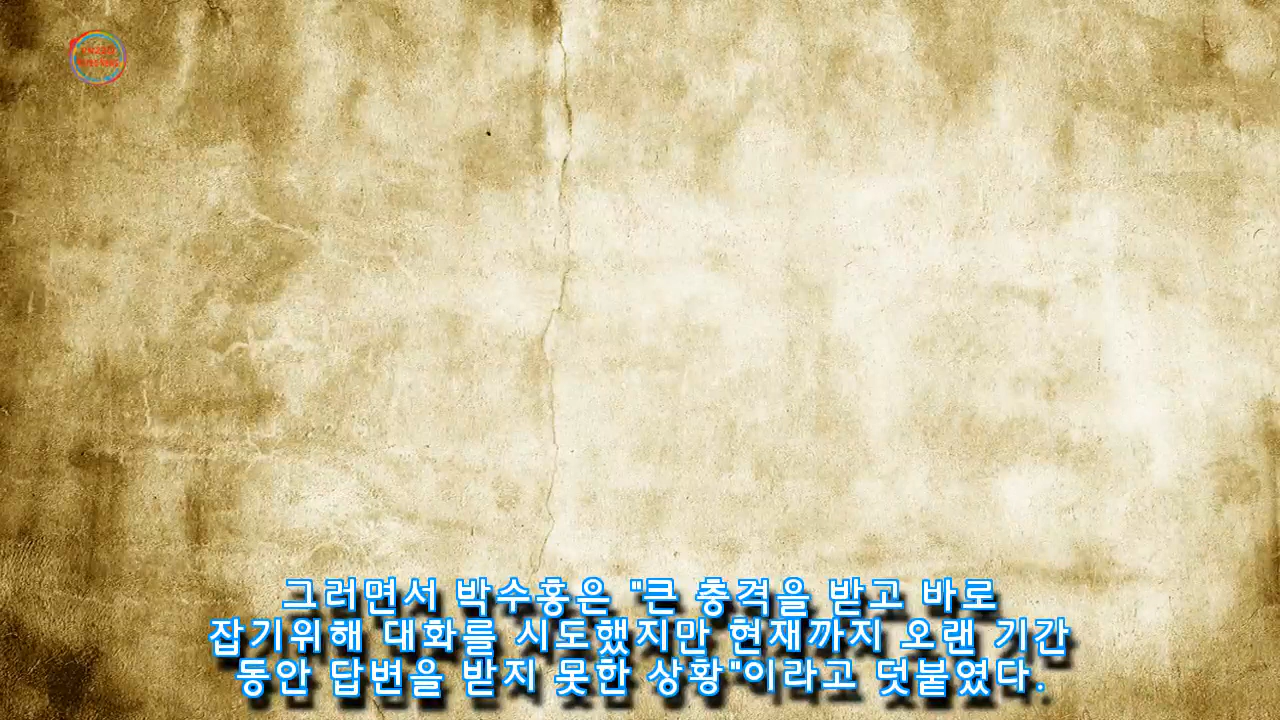 그러면서 박수홍은 "큰 충격을 받고 바로
잡기위해 대화를 시도했지만 현재까지 오랜 기간
동안 답변을 받지 못한 상황"이라고 덧붙였다.